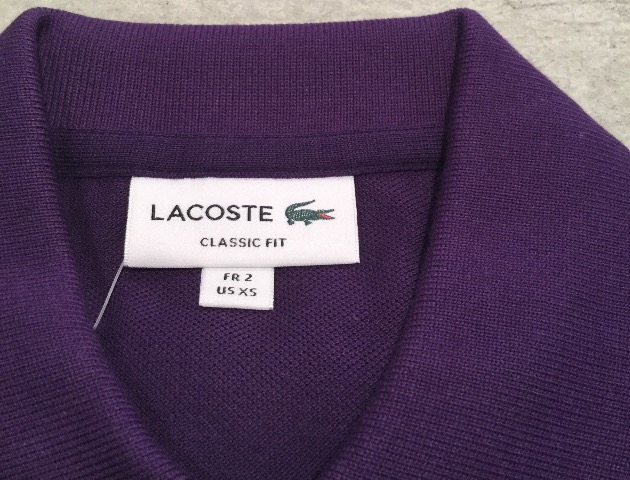 LACOSTE
CLASSIC FIT
FR 2
US XS